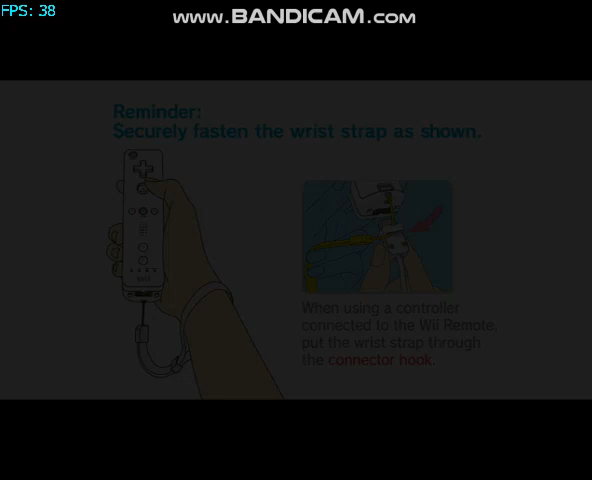 FPS: 38
www.BANDICAM.com
Reminder:
Securely fasten the wrist strap as shown.
When using a controller
connected to the Wii Remote,
put the wrist strap through
the connector hook.